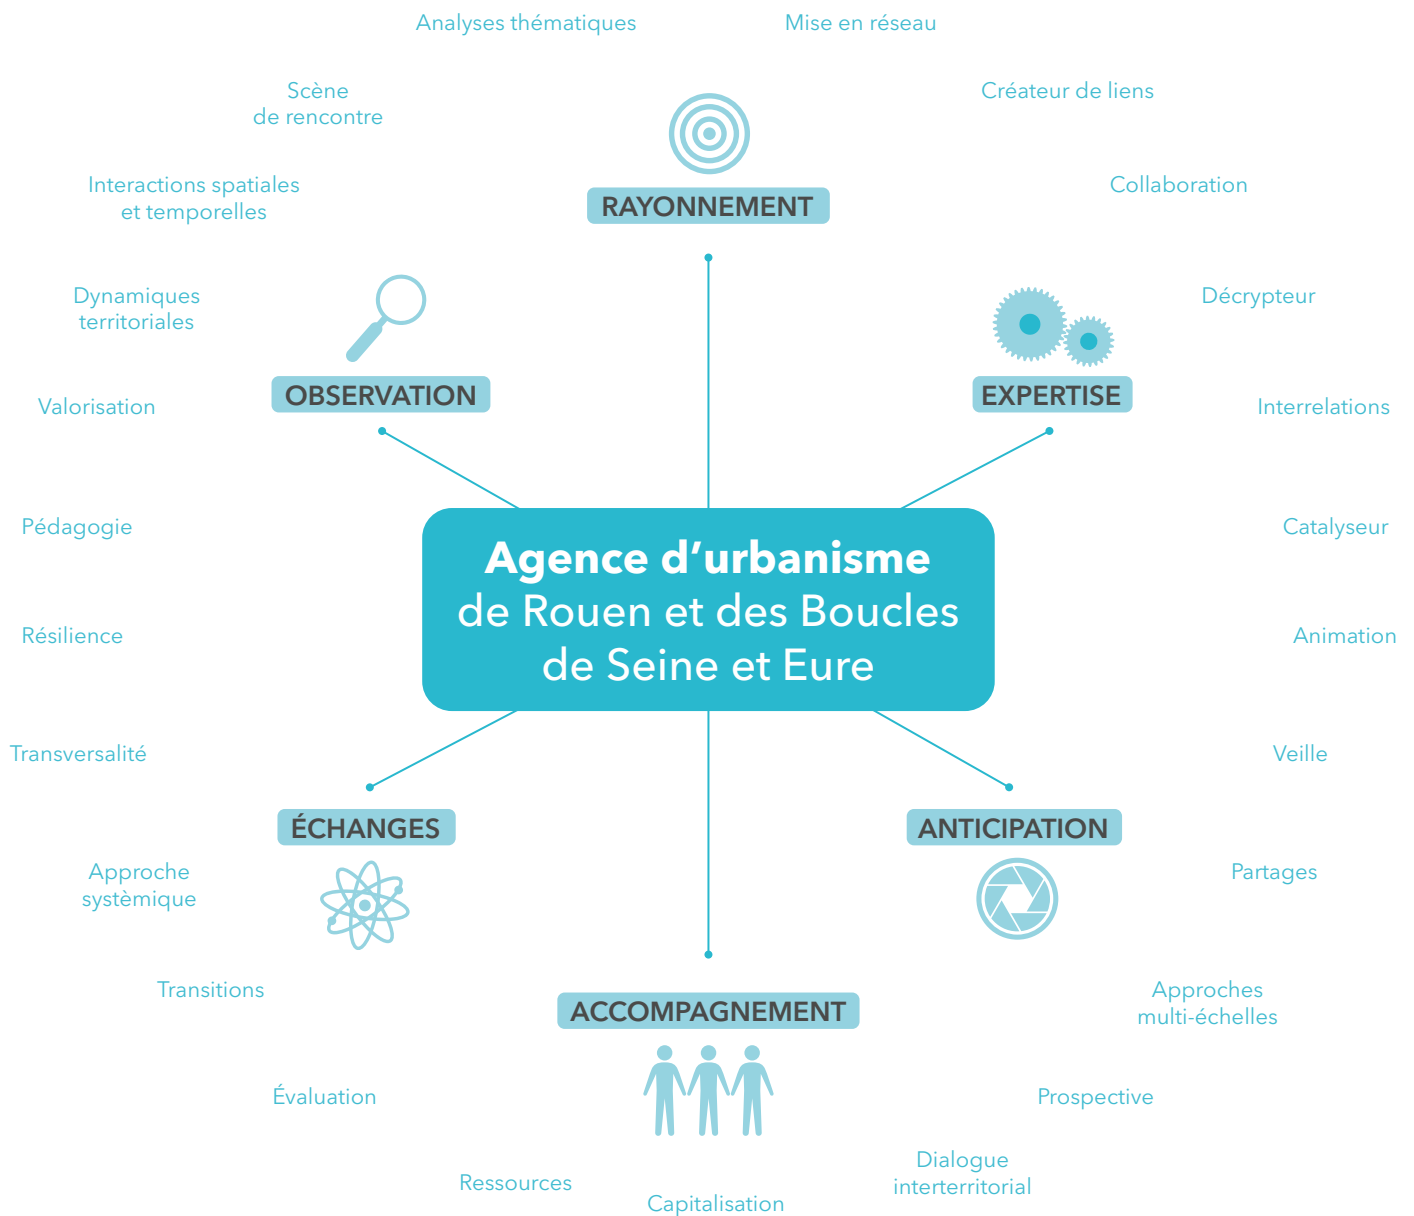 Analyses thématiques
Mise en réseau
Scène
de rencontre
Créateur de liens
Interactions spatiales
et temporelles
RAYONNEMENT
Collaboration
Dynamiques
territoriales
Décrypteur
OBSERVATION
EXPERTISE
Valorisation
Interrelations
Pédagogie
Catalyseur
Agence d’urbanisme
de Rouen et des Boucles
de Seine et Eure
Résilience
Animation
Transversalité
Veille
ÉCHANGES
ANTICIPATION
Approche
systèmique
Partages
Transitions
Approches
multi-échelles
ACCOMPAGNEMENT
Évaluation
Prospective
Ressources
Capitalisation
Dialogue
interterritorial